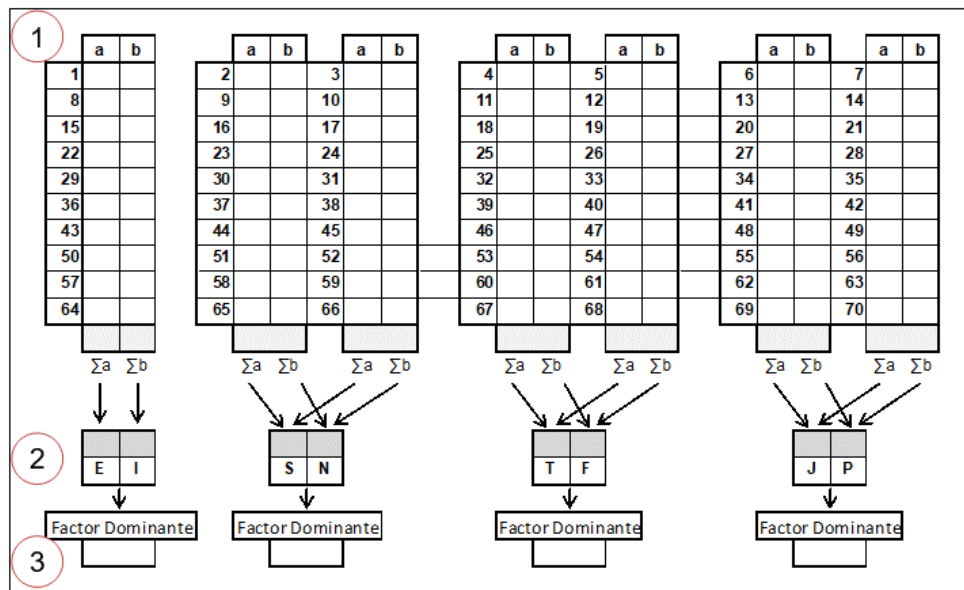 1
a b a b a b a b a b a b a b
1 2 3 4 5 6 7
8 9 10 11 12 13 14
15 16 17 18 19 20 21
22 23 24 25 26 27 28
29 30 31 32 33 34 35
36 37 38 39 40 41 42
43 44 45 46 47 48 49
50 51 52 53 54 55 56
57 58 59 60 61 62 63
64 65 66 67 68 69 70
∑a ∑b ∑a ∑b ∑a ∑b ∑a ∑b ∑a ∑b ∑a ∑b ∑a ∑b
2
E I S N T F J P
Factor Dominante Factor Dominante Factor Dominante Factor Dominante
3